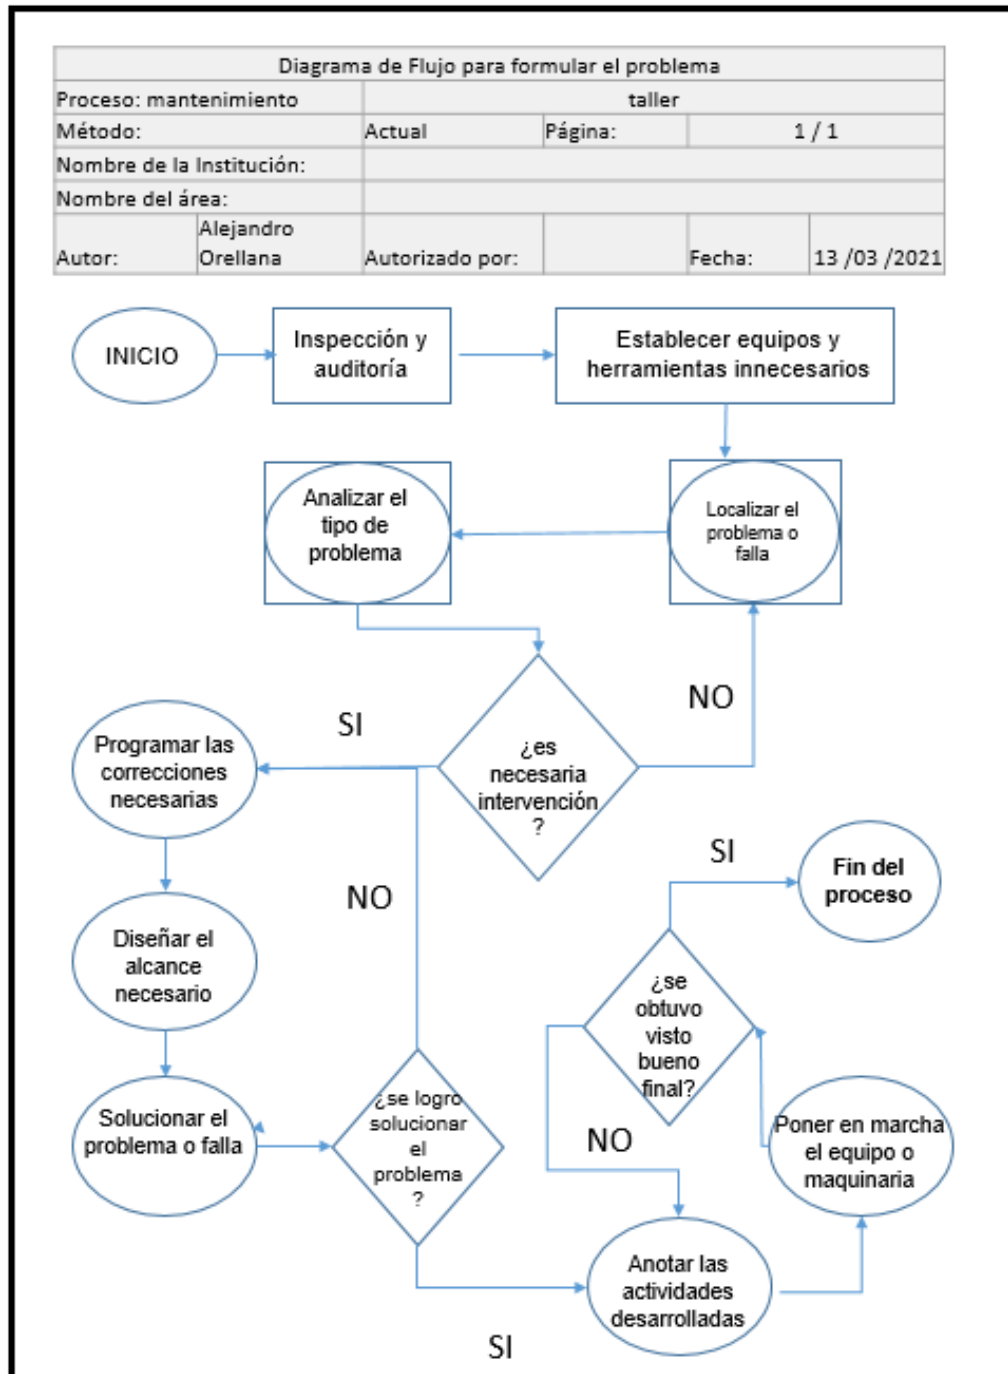 Diagrama de Flujo para formular el problema
Proceso: mantenimiento taller
Método: Actual Página: 1 / 1
Nombre de la Institución:
Nombre del área:
Autor: Alejandro Orellana Autorizado por: Fecha: 13 /03 /2021
INICIO
Inspección y
auditoría
Establecer equipos y
herramientas innecesarios
Localizar el
problema o
falla
Analizar el
tipo de
problema
¿es
necesaria
intervención
?
NO
SI
Programar las
correcciones
necesarias
Diseñar el
alcance
necesario
Solucionar el
problema o falla
¿se logro
solucionar
el
problema
?
NO
SI
Anotar las
actividades
desarrolladas
Poner en marcha
el equipo o
maquinaria
¿se
obtuvo
visto
bueno
final?
NO
SI
Fin del
proceso